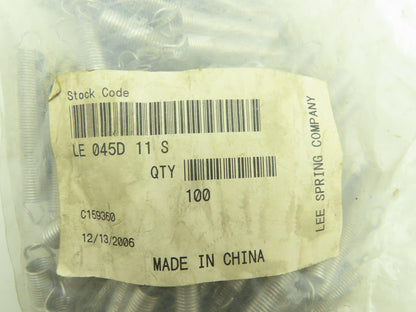 Stock Code
LE 045D 11 S
QTY
100
C159360
12/13/2006
MADE IN CHINA
LEE SPRING COMPANY